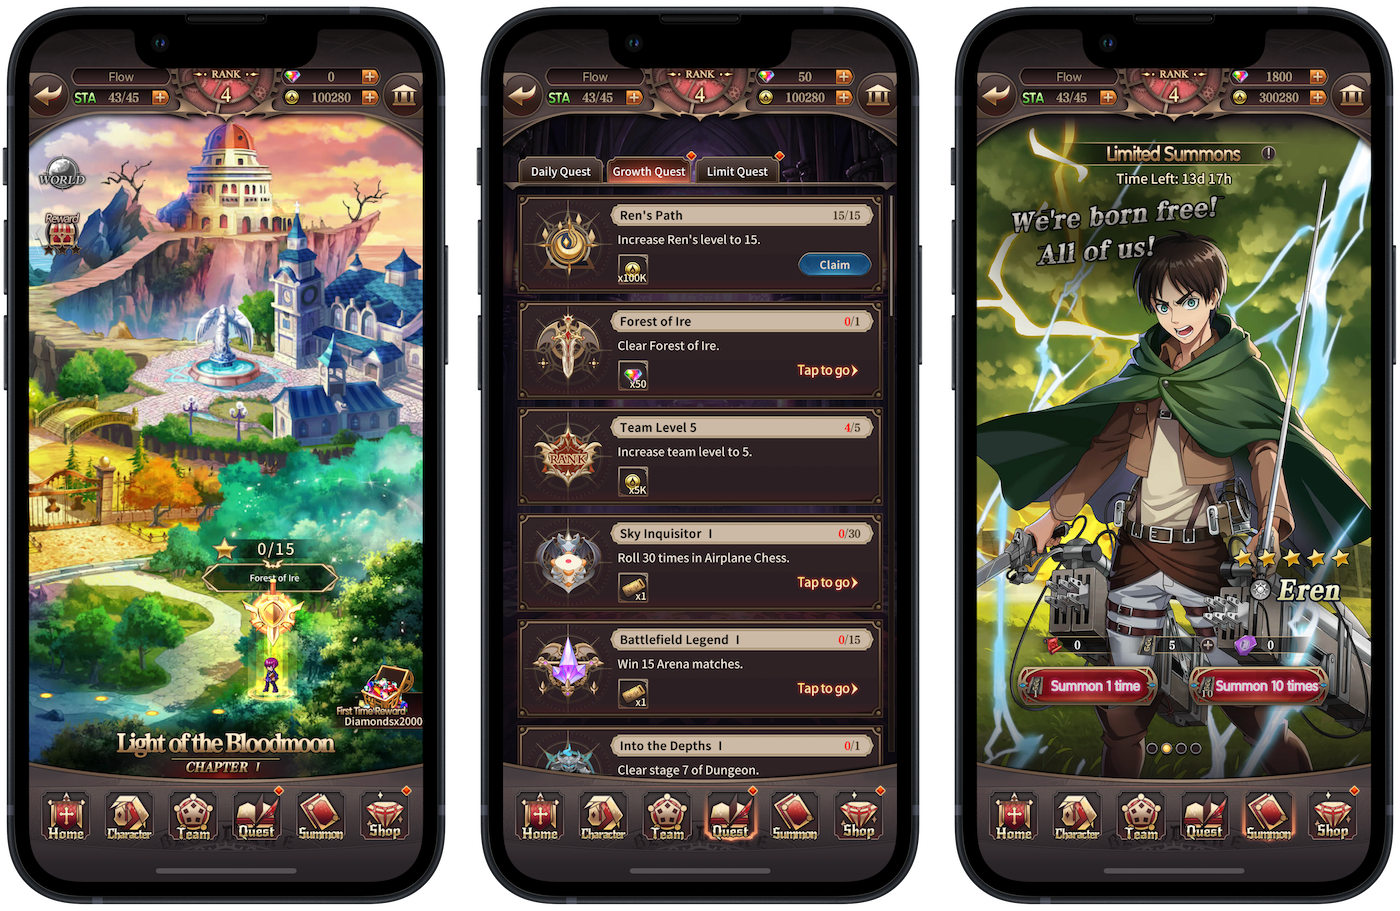 Flow
RANK
0
STA 43/45
4
100280
WORLD
Reward
0/15
Forest of Ire
First Time Reward
Diamondsx2000
Light of the Bloodmoon
CHAPTER I
Home
Character
Team
Quest
Summon
Shop
Flow
RANK
50
STA 43/45
4
100280
Daily Quest
Growth Quest
Limit Quest
Ren's Path 15/15
Increase Ren's level to 15.
x100K
Claim
Forest of Ire 0/1
Clear Forest of Ire.
x50
Tap to go
RANK
Team Level 5 4/5
Increase team level to 5.
x5K
Sky Inquisitor I 0/30
Roll 30 times in Airplane Chess.
x1
Tap to go
Battlefield Legend I 0/15
Win 15 Arena matches.
x1
Tap to go
Into the Depths I 0/1
Clear stage 7 of Dungeon.
Home
Character
Team
Quest
Summon
Shop
Flow
RANK
1800
STA 43/45
4
300280
Limited Summons !
Time Left: 13d 17h
We're born free!
All of us!
Eren
0
5
0
Summon 1 time
Summon 10 times
Home
Character
Team
Quest
Summon
Shop